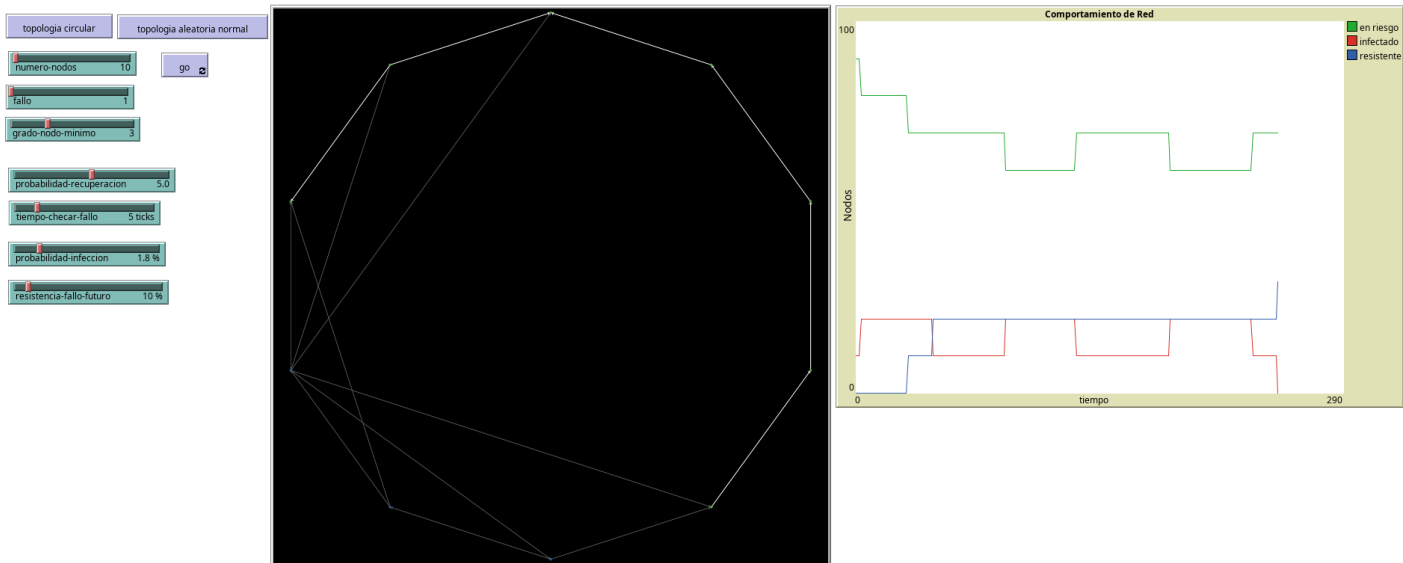 topologia circular
topologia aleatoria normal
numero-nodos 10
go
fallo 1
grado-nodo-minimo 3
probabilidad-recuperacion 5.0
tiempo-checar-fallo 5 ticks
probabilidad-infeccion 1.8 %
resistencia-fallo-futuro 10 %
Comportamiento de Red
100
Nodos
0
0
tiempo
290
en riesgo
infectado
resistente